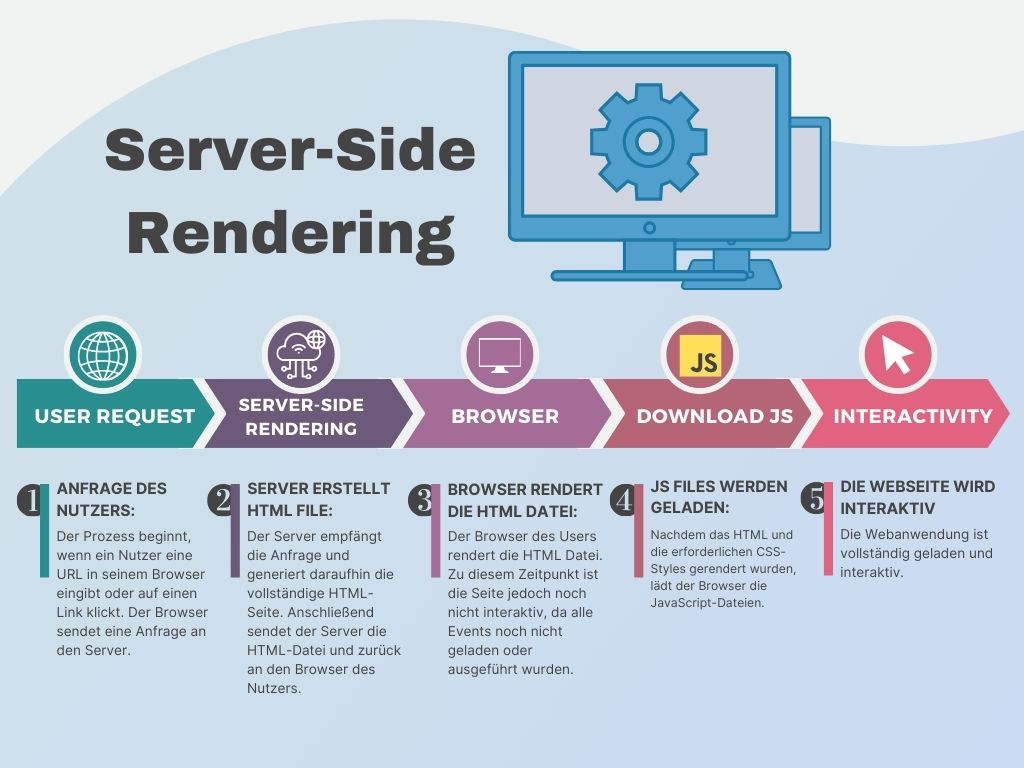 Server-Side
Rendering
USER REQUEST
SERVER-SIDE
RENDERING
BROWSER
JS
DOWNLOAD JS
INTERACTIVITY
1
ANFRAGE DES
NUTZERS:
Der Prozess beginnt,
wenn ein Nutzer eine
URL in seinem Browser
eingibt oder auf einen
Link klickt. Der Browser
sendet eine Anfrage an
den Server.
2
SERVER ERSTELLT
HTML FILE:
Der Server empfängt
die Anfrage und
generiert daraufhin die
vollständige HTML-
Seite. Anschließend
sendet der Server die
HTML-Datei und zurück
an den Browser des
Nutzers.
3
BROWSER RENDERT
DIE HTML DATEI:
Der Browser des Users
rendert die HTML Datei.
Zu diesem Zeitpunkt ist
die Seite jedoch noch
nicht interaktiv, da alle
Events noch nicht
geladen oder
ausgeführt wurden.
4
JS FILES WERDEN
GELADEN:
Nachdem das HTML und
die erforderlichen CSS-
Styles gerendert wurden,
lädt der Browser die
JavaScript-Dateien.
5
DIE WEBSEITE WIRD
INTERAKTIV
Die Webanwendung ist
vollständig geladen und
interaktiv.